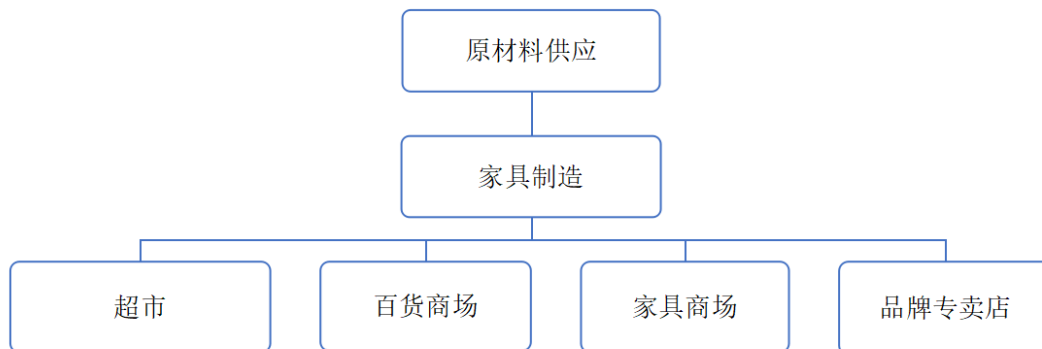 原材料供应
家具制造
超市
百货商场
家具商场
品牌专卖店